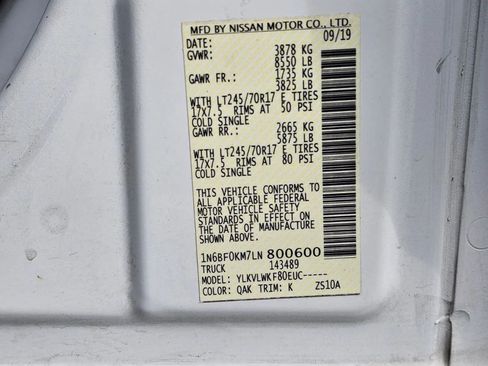 MFD BY NISSAN MOTOR CO., LTD.
DATE: 09/19
GVWR: 3878 KG
8550 LB
GAWR FR.: 1735 KG
3825 LB
WITH LT245/70R17 E TIRES
17X7.5 RIMS AT 50 PSI
COLD SINGLE
GAWR RR.: 2665 KG
5875 LB
WITH LT245/70R17 E TIRES
17X7.5 RIMS AT 80 PSI
COLD SINGLE
THIS VEHICLE CONFORMS TO
ALL APPLICABLE FEDERAL
MOTOR VEHICLE SAFETY
STANDARDS IN EFFECT ON
THE DATE OF MANUFACTURE
SHOWN ABOVE.
1N6BF0KM7LN 800600
TRUCK 143489
MODEL: YLKVLWKF80EUC-----
COLOR: QAK TRIM: K ZS10A